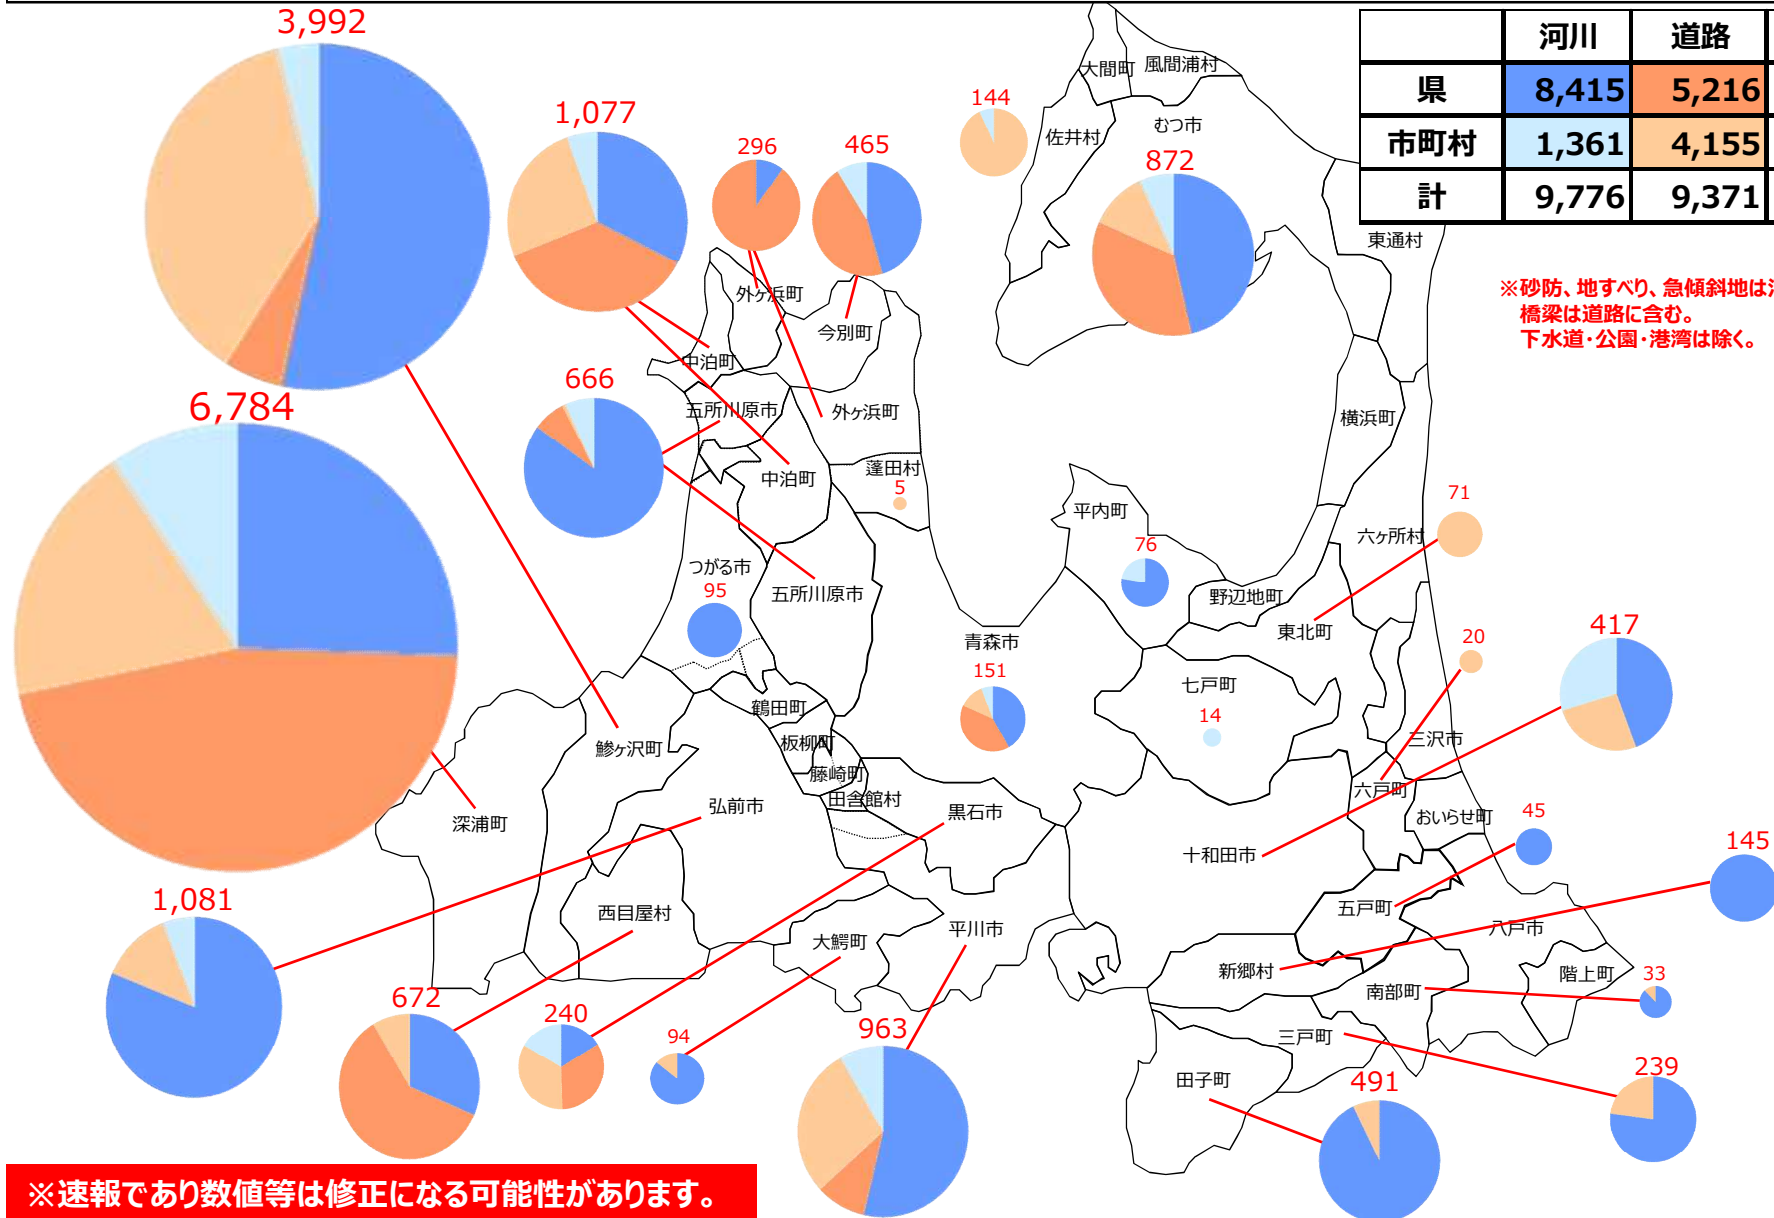 河川 道路
県 8,415 5,216
市町村 1,361 4,155
計 9,776 9,371
※砂防、地すべり、急傾斜地は
橋梁は道路に含む。
下水道・公園・港湾は除く。
3,992
1,077
296
465
144
872
大間町
風間浦村
佐井村
むつ市
東通村
外ヶ浜町
今別町
中泊町
666
五所川原市
外ヶ浜町
横浜町
6,784
中泊町
蓬田村
5
平内町
76
71
六ヶ所村
つがる市
95
五所川原市
野辺地町
東北町
青森市
151
20
417
七戸町
14
鶴田町
板柳町
藤崎町
田舎館村
鰺ヶ沢町
弘前市
黒石市
深浦町
三沢市
六戸町
おいらせ町
45
145
十和田市
五戸町
八戸市
1,081
西目屋村
大鰐町
平川市
新郷村
南部町
階上町
33
672
240
94
963
三戸町
田子町
491
239
※速報であり数値等は修正になる可能性があります。